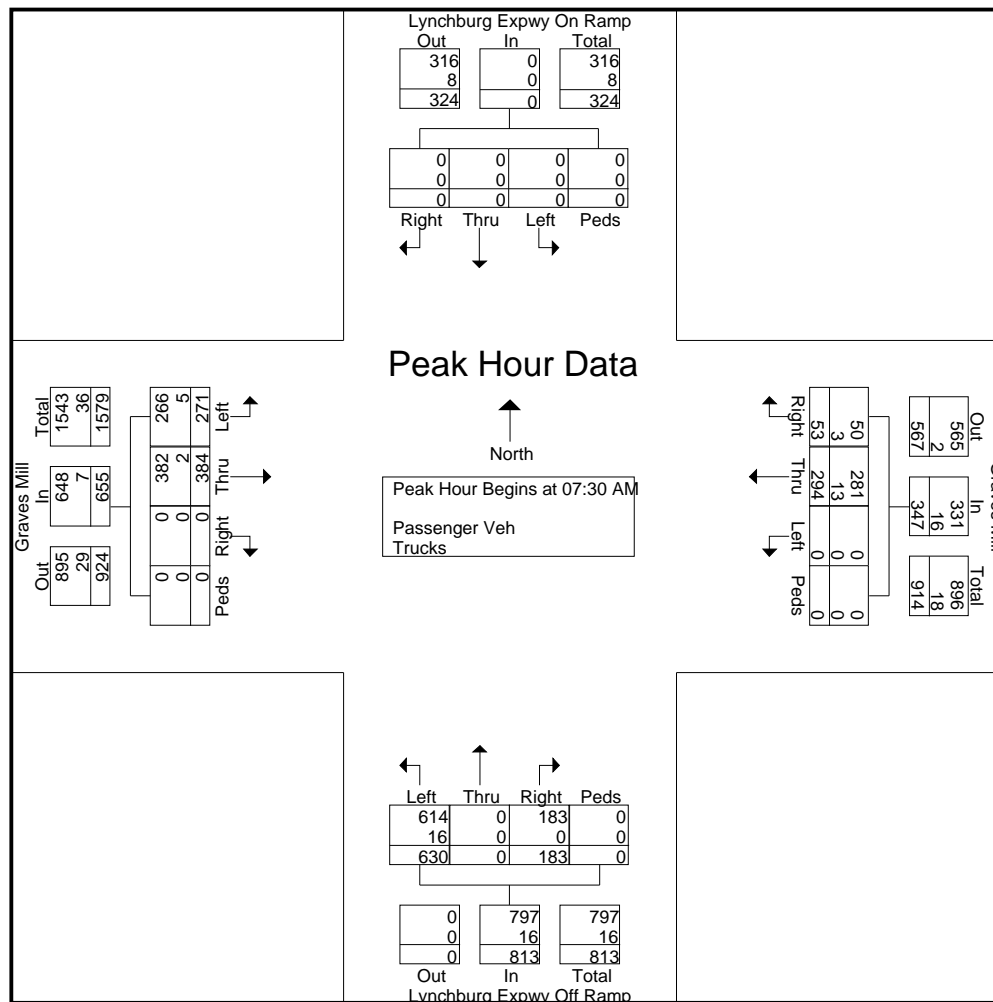 Lynchburg Expwy On Ramp
Out In Total
316 0 316
8 0 8
324 0 324
0 0 0 0
0 0 0 0
0 0 0 0
Right Thru Left Peds
Peak Hour Data
North
Peak Hour Begins at 07:30 AM
Passenger Veh
Trucks
Graves Mill
Out In Total
895 648 1543
29 7 36
924 655 1579
266 382 0 0
5 2 0 0
271 384 0 0
Left Thru Right Peds
Right Thru Left Peds
50 281 0 0
3 13 0 0
53 294 0 0
Out In Total
565 331 896
2 16 18
567 347 914
Left Thru Right Peds
614 0 183 0
16 0 0 0
630 0 183 0
0 797 797
0 16 16
0 813 813
Out In Total
Lynchburg Expwy Off Ramp